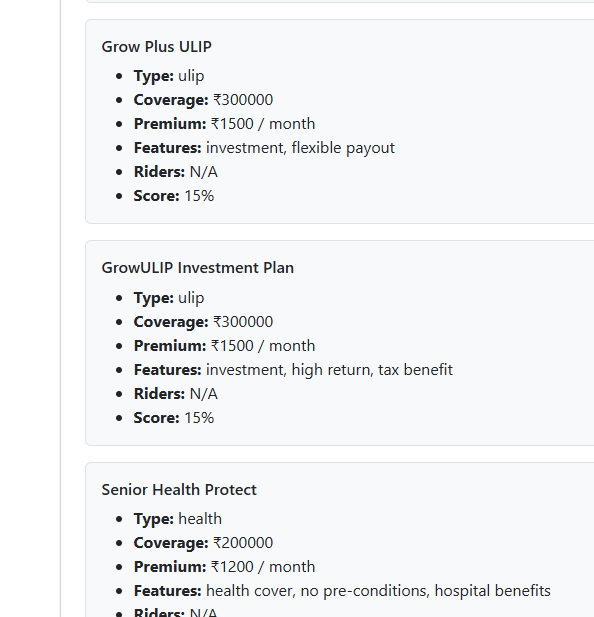 Grow Plus ULIP
Type: ulip
Coverage: ₹300000
Premium: ₹1500 / month
Features: investment, flexible payout
Riders: N/A
Score: 15%
GrowULIP Investment Plan
Type: ulip
Coverage: ₹300000
Premium: ₹1500 / month
Features: investment, high return, tax benefit
Riders: N/A
Score: 15%
Senior Health Protect
Type: health
Coverage: ₹200000
Premium: ₹1200 / month
Features: health cover, no pre-conditions, hospital benefits
Riders: N/A